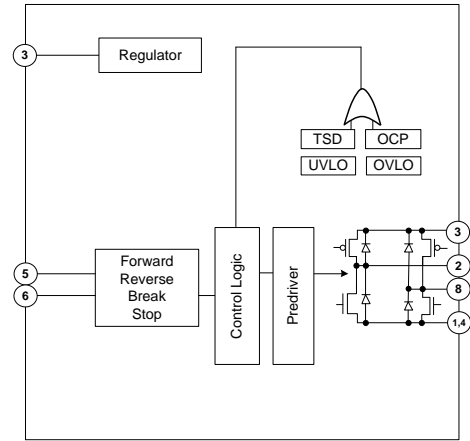 3
Regulator
TSD
OCP
UVLO
OVLO
3
2
8
1,4
5
6
Forward
Reverse
Break
Stop
Control Logic
Predriver